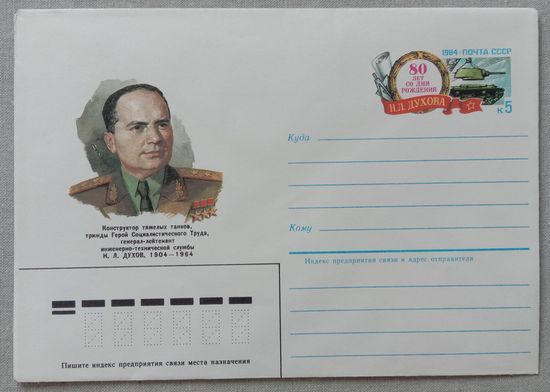 1984 · ПОЧТА СССР
80
ЛЕТ
СО ДНЯ
РОЖДЕНИЯ
Н.Л. ДУХОВА
К 5
Куда
Кому
Индекс предприятия связи и адрес отправителя
Конструктор тяжелых танков,
трижды Герой Социалистического Труда,
генерал-лейтенант
инженерно-технической службы
Н. Л. ДУХОВ. 1904—1964
Пишите индекс предприятия связи места назначения